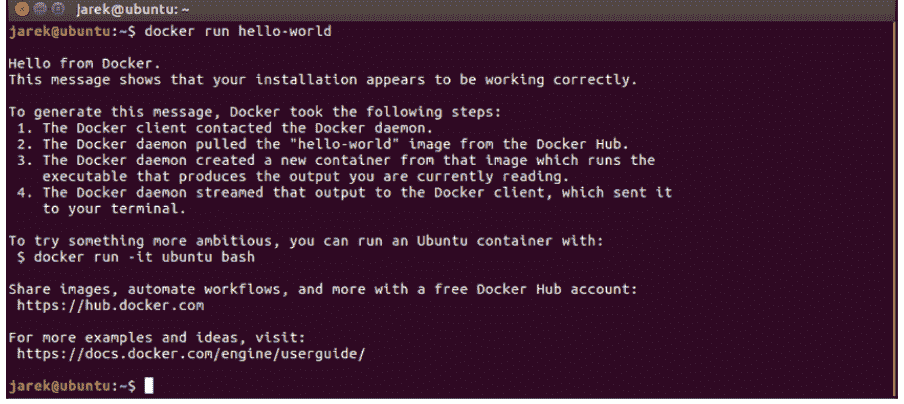 jarek@ubuntu: ~
jarek@ubuntu:~$ docker run hello-world
Hello from Docker.
This message shows that your installation appears to be working correctly.
To generate this message, Docker took the following steps:
1. The Docker client contacted the Docker daemon.
2. The Docker daemon pulled the "hello-world" image from the Docker Hub.
3. The Docker daemon created a new container from that image which runs the
executable that produces the output you are currently reading.
4. The Docker daemon streamed that output to the Docker client, which sent it
to your terminal.
To try something more ambitious, you can run an Ubuntu container with:
$ docker run -it ubuntu bash
Share images, automate workflows, and more with a free Docker Hub account:
https://hub.docker.com
For more examples and ideas, visit:
https://docs.docker.com/engine/userguide/
jarek@ubuntu:~$